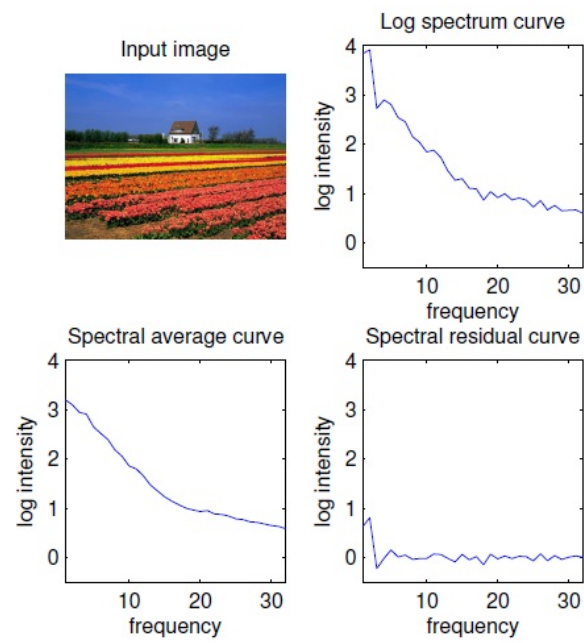 Input image
Log spectrum curve
4
3
2
1
0
log intensity
10 20 30
frequency
Spectral average curve
4
3
2
1
0
log intensity
10 20 30
frequency
Spectral residual curve
4
3
2
1
0
log intensity
10 20 30
frequency